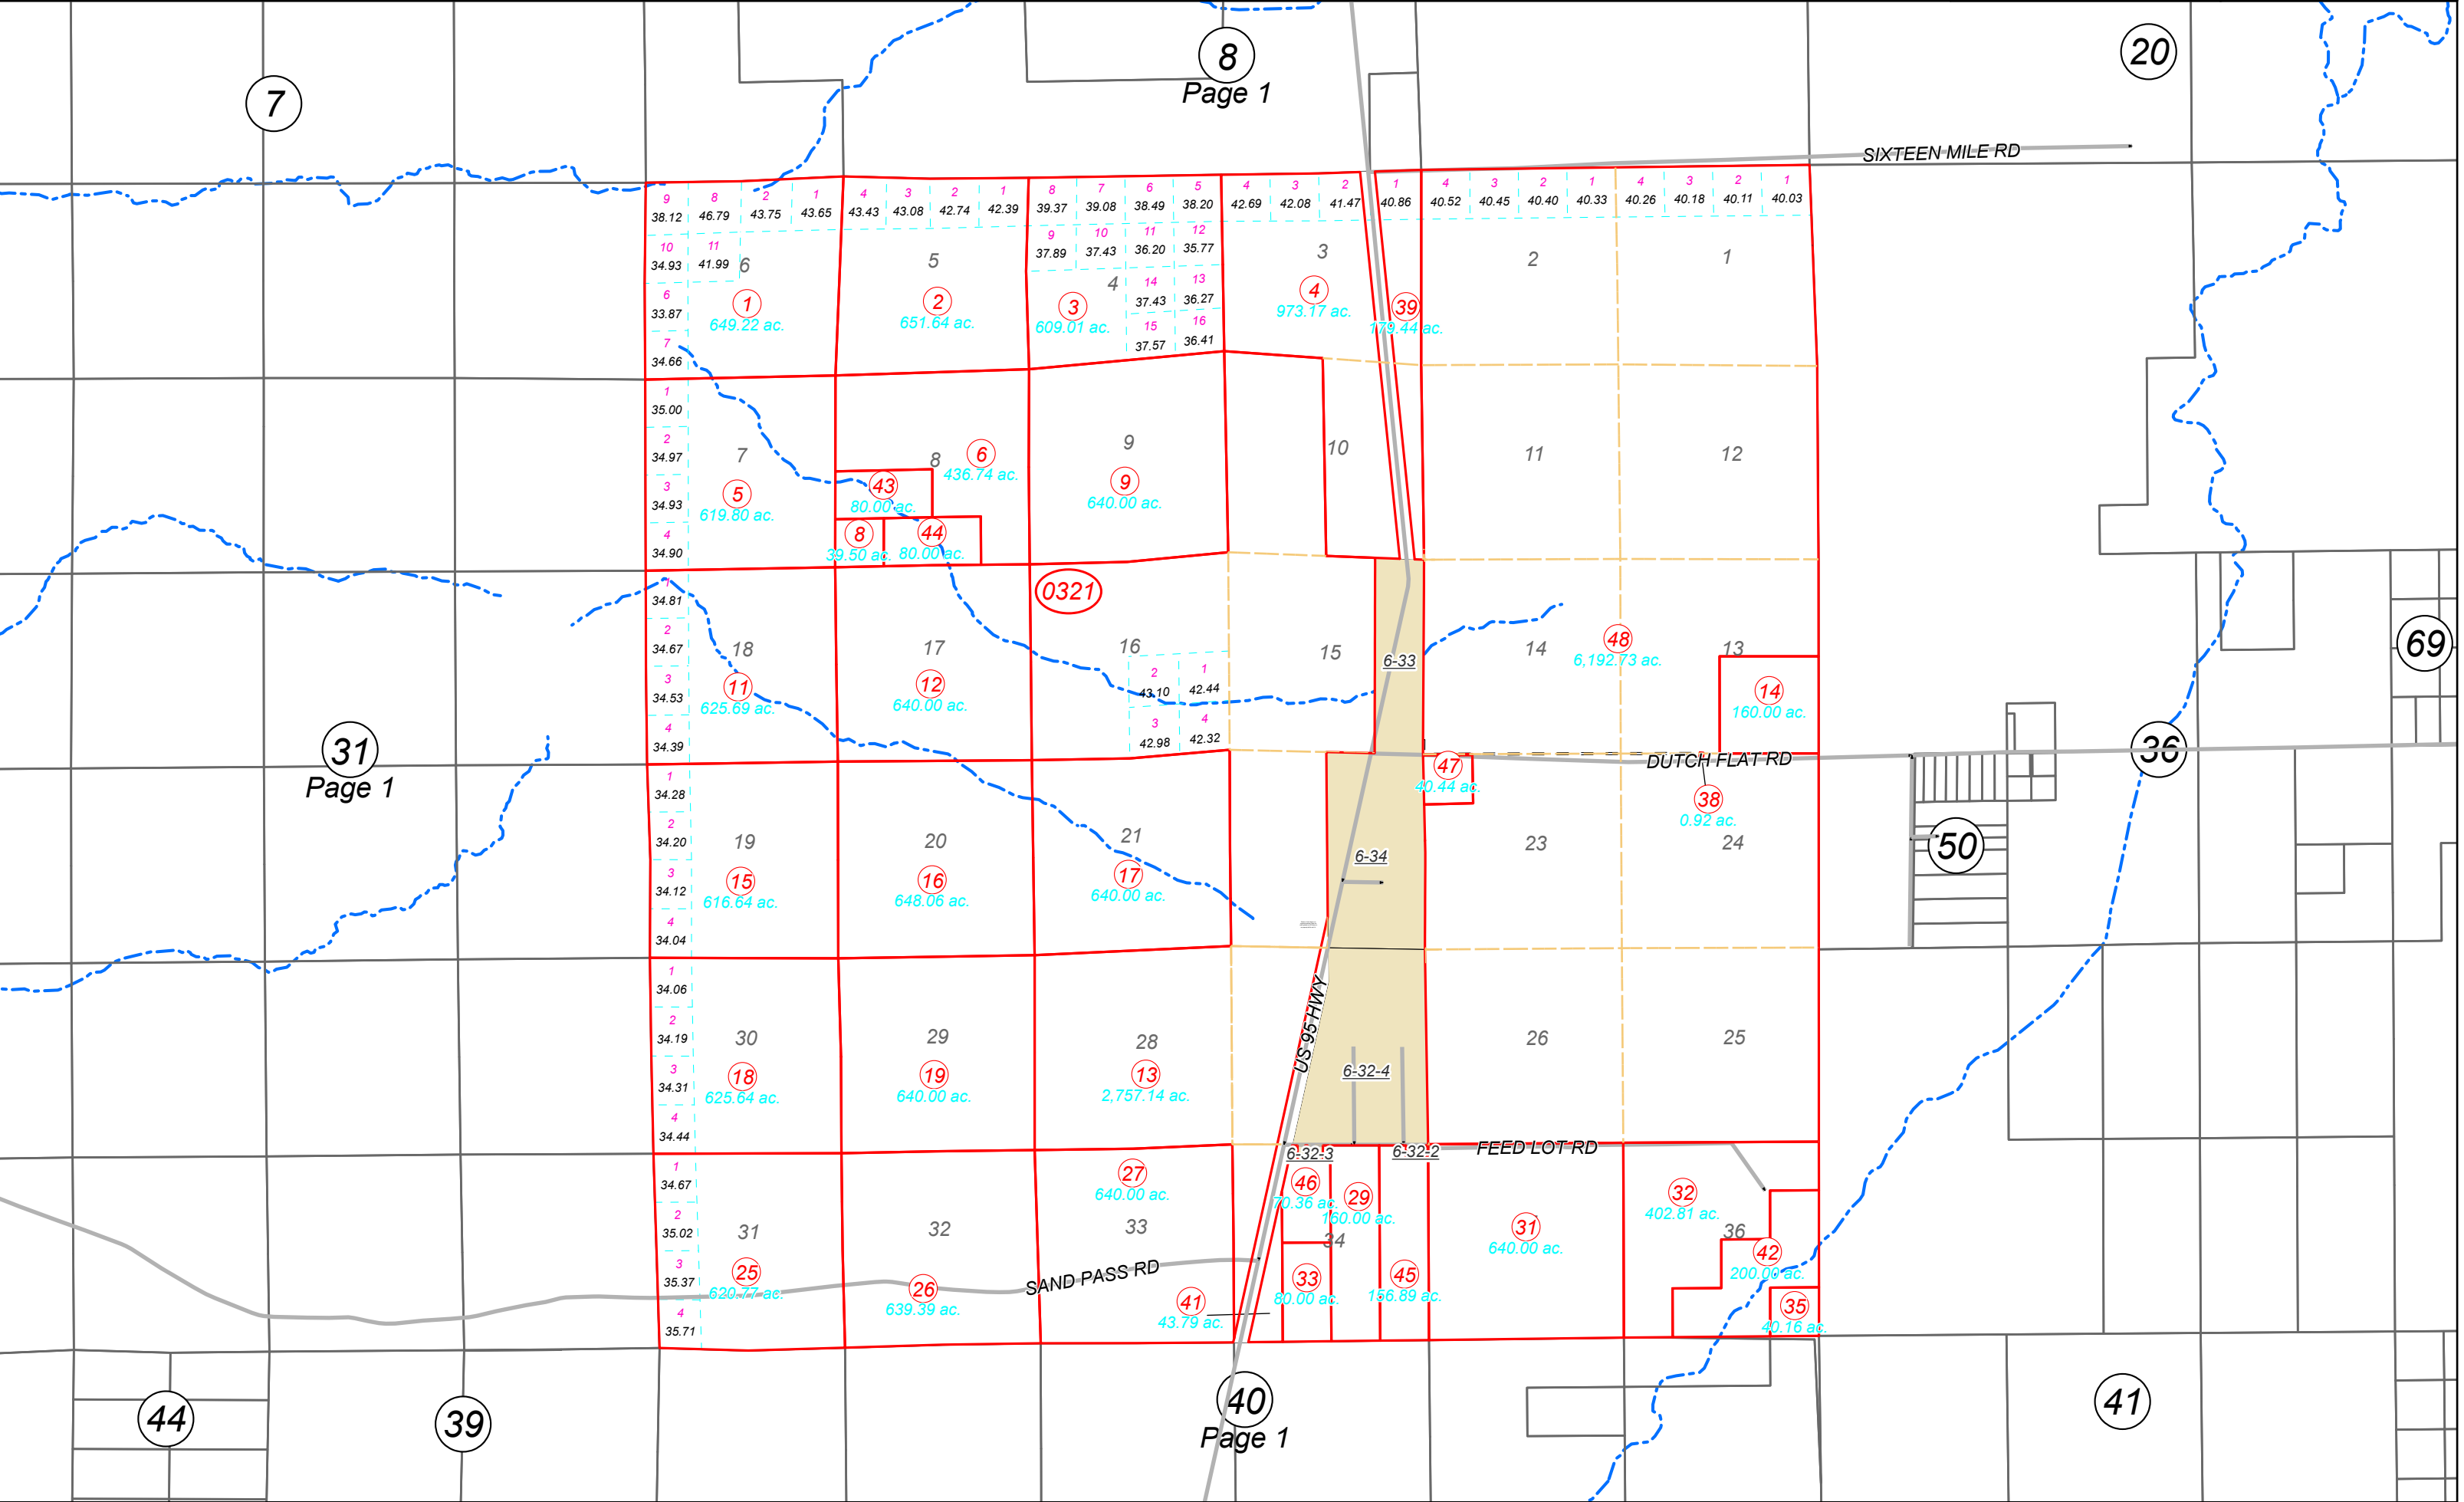 8
Page 1
20
7
SIXTEEN MILE RD
9 8 2 1 4 3 2 1 8 7 6 5 4 3 2 1 4 3 2 1 4 3 2 1
38.12 46.79 43.75 43.65 43.43 43.08 42.74 42.39 39.37 39.08 38.49 38.20 42.69 42.08 41.47 40.86 40.52 40.45 40.40 40.33 40.26 40.18 40.11 40.03
10 11 9 10 11 12
34.93 41.99 37.89 37.43 36.20 35.77
6 5 4 3 2 1
14 13
37.43 36.27
6
33.87
15 16
37.57 36.41
7
34.66
1
649.22 ac.
2
651.64 ac.
3
609.01 ac.
4
973.17 ac.
39
179.44 ac.
1
35.00
2
34.97
3
34.93
4
34.90
7 8 9 10 11 12
5
619.80 ac.
6
436.74 ac.
43
80.00 ac.
8
39.50 ac.
44
80.00 ac.
9
640.00 ac.
0321
1
34.81
2
34.67
3
34.53
4
34.39
18 17 16 15 14 13
11
625.69 ac.
12
640.00 ac.
2 1
43.10 42.44
3 4
42.98 42.32
6-33
48
6,192.73 ac.
14
160.00 ac.
69
31
Page 1
36
DUTCH FLAT RD
47
40.44 ac.
38
0.92 ac.
1
34.28
2
34.20
3
34.12
4
34.04
19 20 21 23 24
15
616.64 ac.
16
648.06 ac.
17
640.00 ac.
6-34
50
1
34.06
2
34.19
3
34.31
4
34.44
30 29 28 26 25
18
625.64 ac.
19
640.00 ac.
13
2,757.14 ac.
US 95 HWY
6-32-4
6-32-3
6-32-2
FEED LOT RD
1
34.67
2
35.02
3
35.37
4
35.71
31 32 33 34 36
27
640.00 ac.
46
70.36 ac.
29
160.00 ac.
31
640.00 ac.
32
402.81 ac.
42
200.00 ac.
25
620.77 ac.
26
639.39 ac.
SAND PASS RD
41
43.79 ac.
33
80.00 ac.
45
156.89 ac.
35
40.16 ac.
44
39
40
Page 1
41